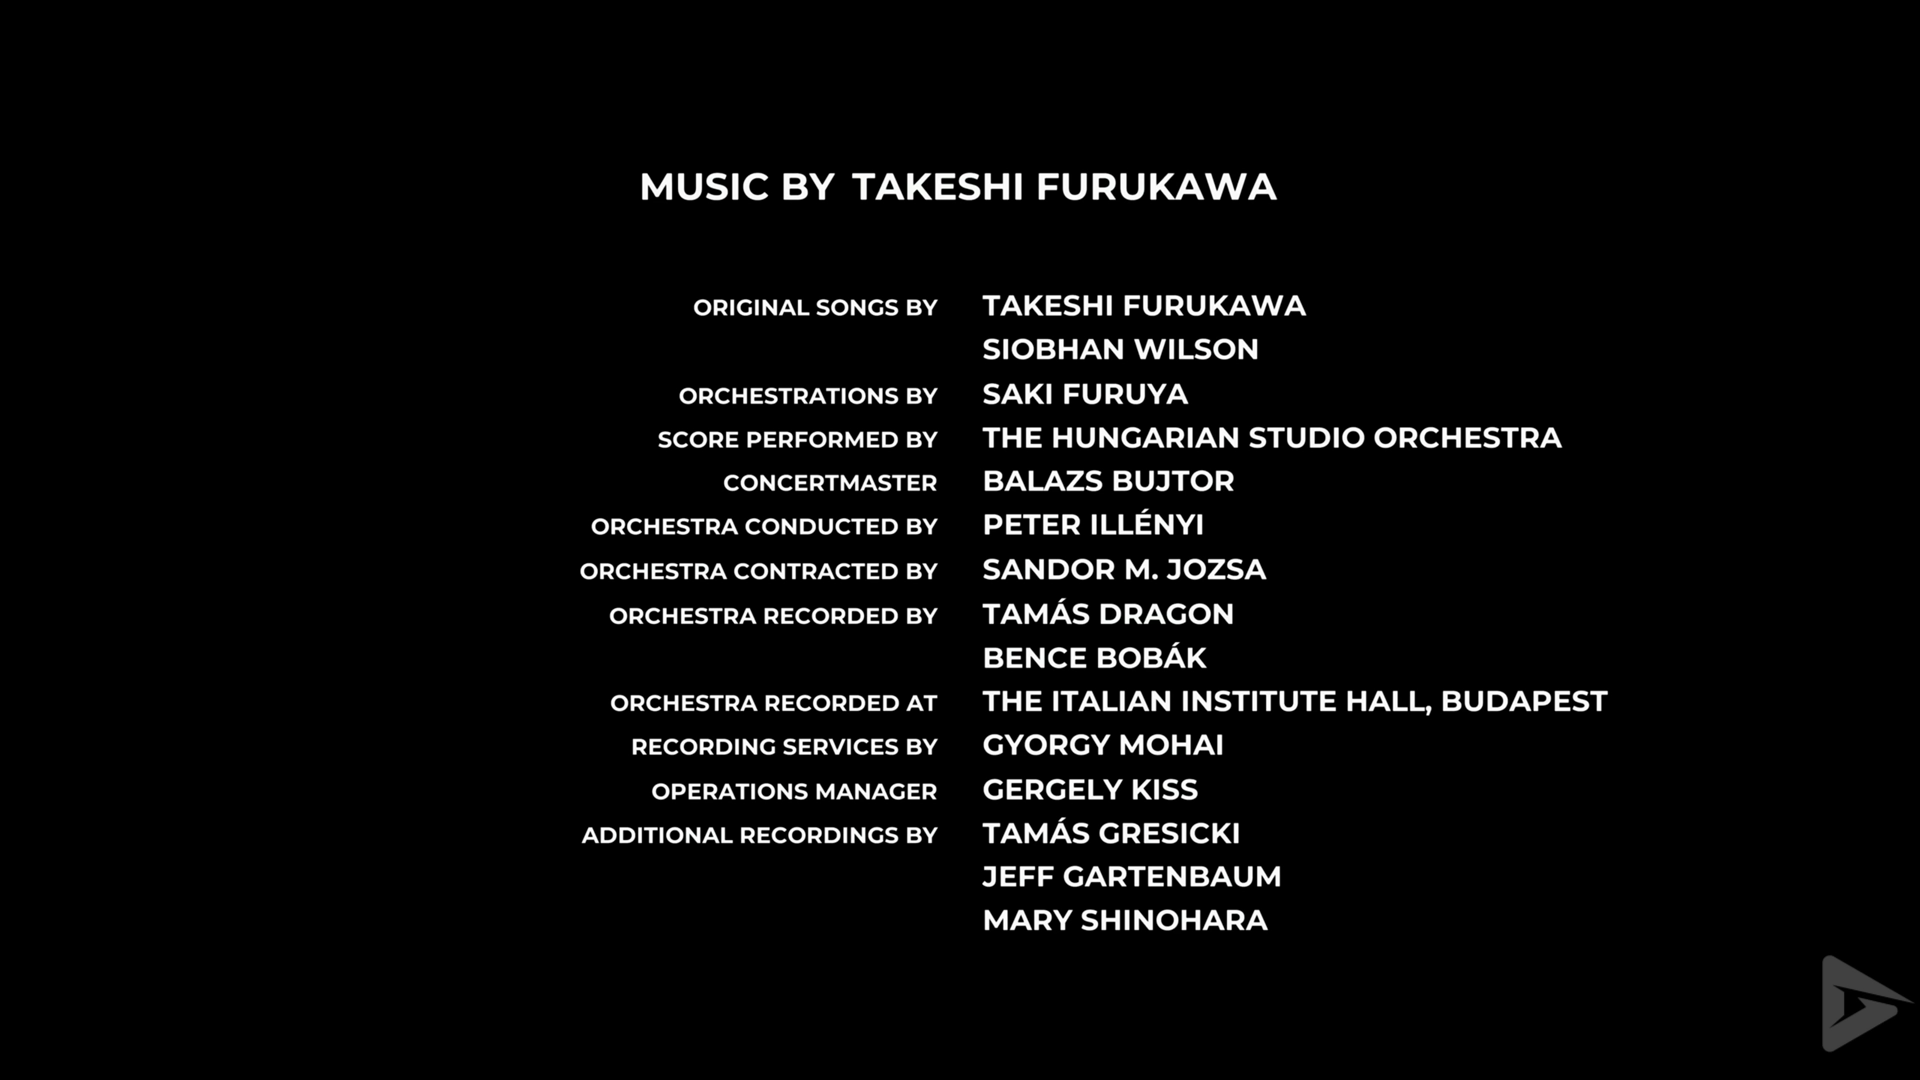 MUSIC BY TAKESHI FURUKAWA
ORIGINAL SONGS BY TAKESHI FURUKAWA
SIOBHAN WILSON
ORCHESTRATIONS BY SAKI FURUYA
SCORE PERFORMED BY THE HUNGARIAN STUDIO ORCHESTRA
CONCERTMASTER BALAZS BUJTOR
ORCHESTRA CONDUCTED BY PETER ILLÉNYI
ORCHESTRA CONTRACTED BY SANDOR M. JOZSA
ORCHESTRA RECORDED BY TAMÁS DRAGON
BENCE BOBÁK
ORCHESTRA RECORDED AT THE ITALIAN INSTITUTE HALL, BUDAPEST
RECORDING SERVICES BY GYORGY MOHAI
OPERATIONS MANAGER GERGELY KISS
ADDITIONAL RECORDINGS BY TAMÁS GRESICKI
JEFF GARTENBAUM
MARY SHINOHARA